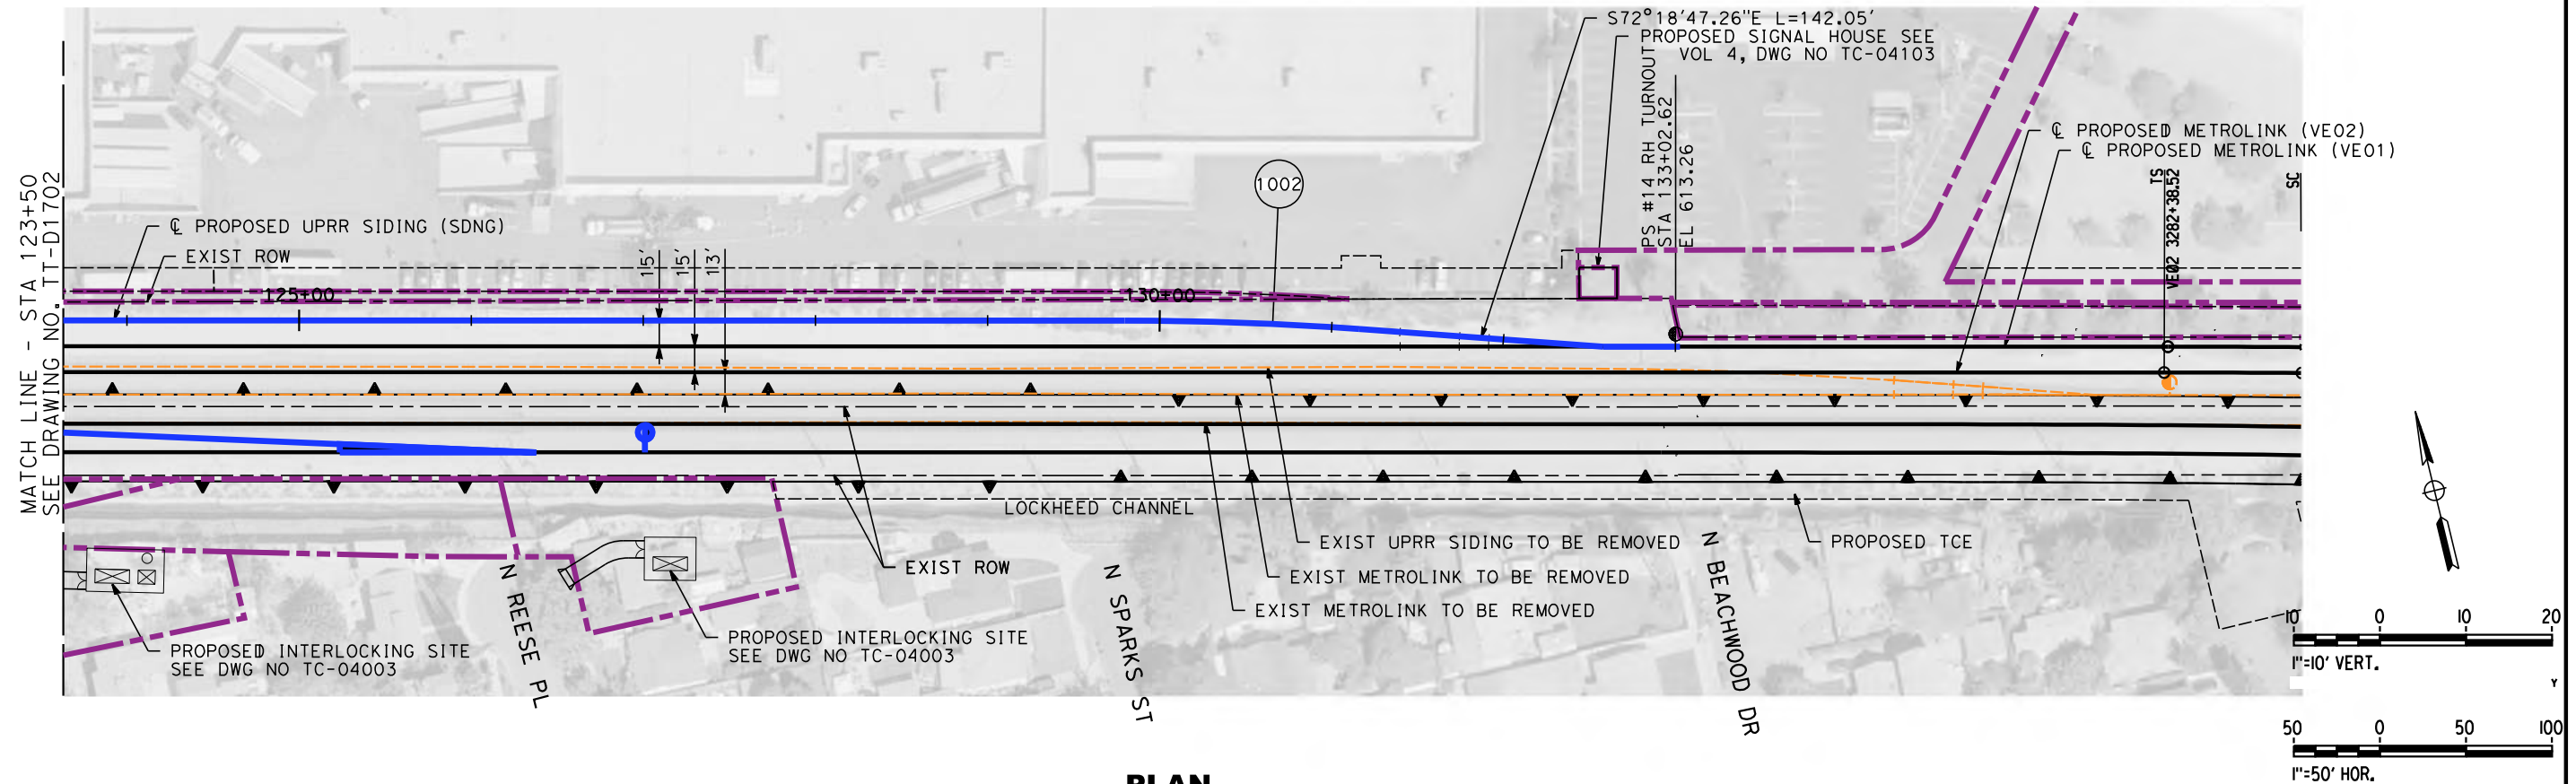 S72°18'47.26"E L=142.05'
PROPOSED SIGNAL HOUSE SEE
VOL 4, DWG NO TC-04103
PS #14 RH TURNOUT
STA 133+02.62
EL 613.26
℄ PROPOSED METROLINK (VE02)
℄ PROPOSED METROLINK (VE01)
TS
VE02 3282+38.52
SC
1002
MATCH LINE - STA 123+50
SEE DRAWING NO. TT-D1702
℄ PROPOSED UPRR SIDING (SDNG)
EXIST ROW
15'
15'
13'
125+00
130+00
LOCKHEED CHANNEL
EXIST UPRR SIDING TO BE REMOVED
PROPOSED TCE
EXIST ROW
EXIST METROLINK TO BE REMOVED
EXIST METROLINK TO BE REMOVED
N REESE PL
N SPARKS ST
N BEACHWOOD DR
PROPOSED INTERLOCKING SITE
SEE DWG NO TC-04003
PROPOSED INTERLOCKING SITE
SEE DWG NO TC-04003
10 0 10 20
1"=10' VERT.
Y
50 0 50 100
1"=50' HOR.
PLAN